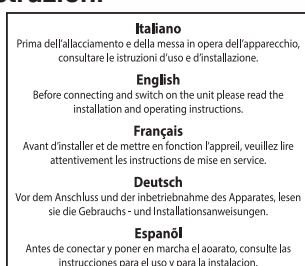 Italiano
Prima dell'allacciamento e della messa in opera dell'apparecchio,
consultare le istruzioni d'uso e d'installazione.
English
Before connecting and switch on the unit please read the
installation and operating instructions.
Français
Avant d'installer et de mettre en fonction l'appreil, veuillez lire
attentivement les instructions de mise en service.
Deutsch
Vor dem Anschluss und der inbetriebnahme des Apparates, lesen
sie die Gebrauchs - und Installationsanweisungen.
Espanõl
Antes de conectar y poner en marcha el aoarato, consulte las
instrucciones para el uso y para la instalacion.